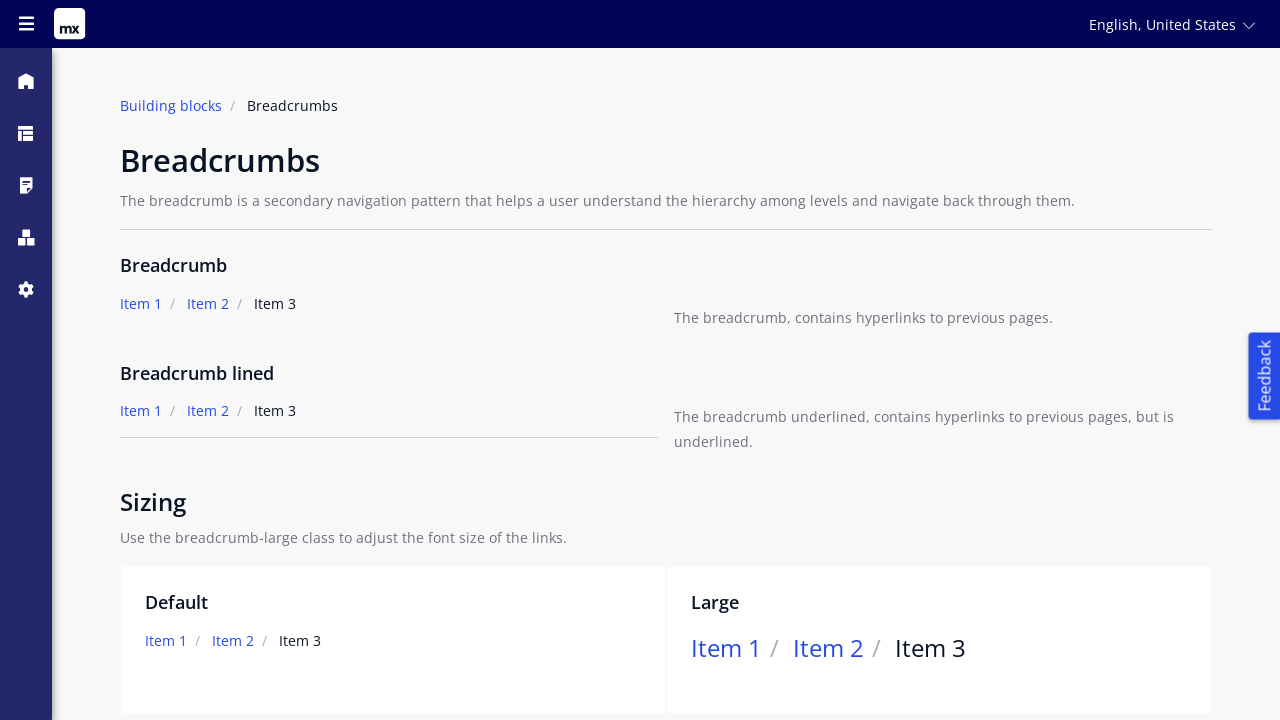 mx
English, United States
Building blocks / Breadcrumbs
Breadcrumbs
The breadcrumb is a secondary navigation pattern that helps a user understand the hierarchy among levels and navigate back through them.
Breadcrumb
Item 1 / Item 2 / Item 3
The breadcrumb, contains hyperlinks to previous pages.
Breadcrumb lined
Item 1 / Item 2 / Item 3
The breadcrumb underlined, contains hyperlinks to previous pages, but is
underlined.
Feedback
Sizing
Use the breadcrumb-large class to adjust the font size of the links.
Default
Item 1 / Item 2 / Item 3
Large
Item 1 / Item 2 / Item 3